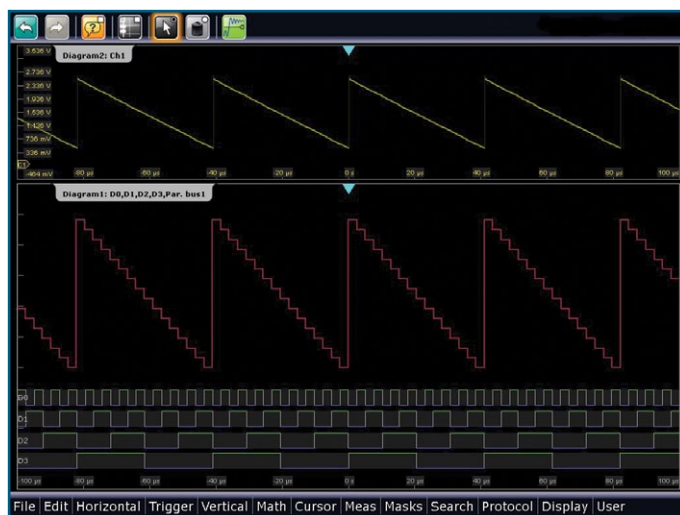 3.636 V
Diagram2: Ch1
2.736 V
2.336 V
1.936 V
1.536 V
1.136 V
736 mV
336 mV
C1
-464 mV
-80 µs -60 µs -40 µs -20 µs 0 s 20 µs 40 µs 60 µs 80 µs 100 µs
Diagram1: D0,D1,D2,D3,Par. bus1
D0
D1
D2
D3
-100 µs -80 µs -60 µs -40 µs -20 µs 0 s 20 µs 40 µs 60 µs 80 µs 100 µs
File Edit Horizontal Trigger Vertical Math Cursor Meas Masks Search Protocol Display User